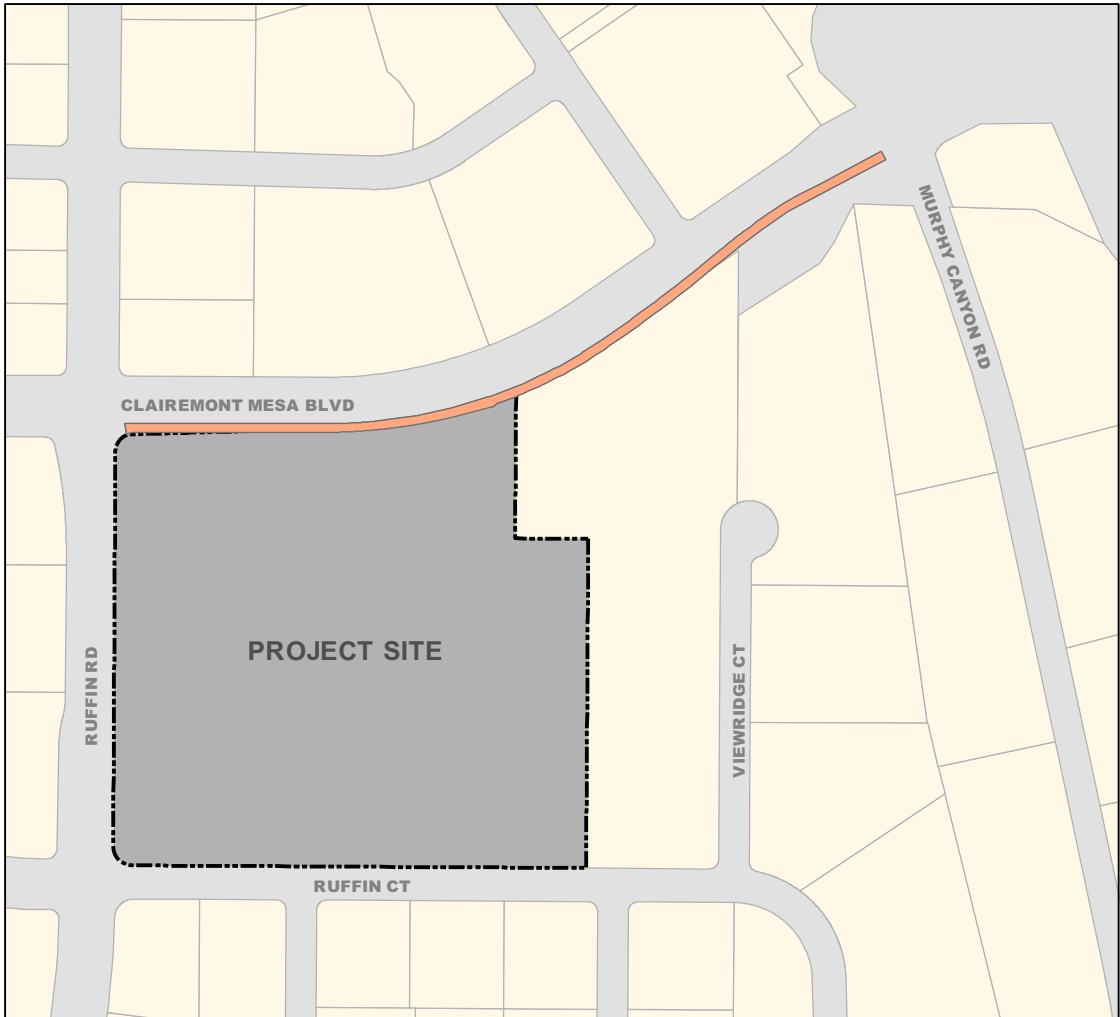 MURPHY CANYON RD
CLAIREMONT MESA BLVD
PROJECT SITE
RUFFIN RD
VIEWRIDGE CT
RUFFIN CT